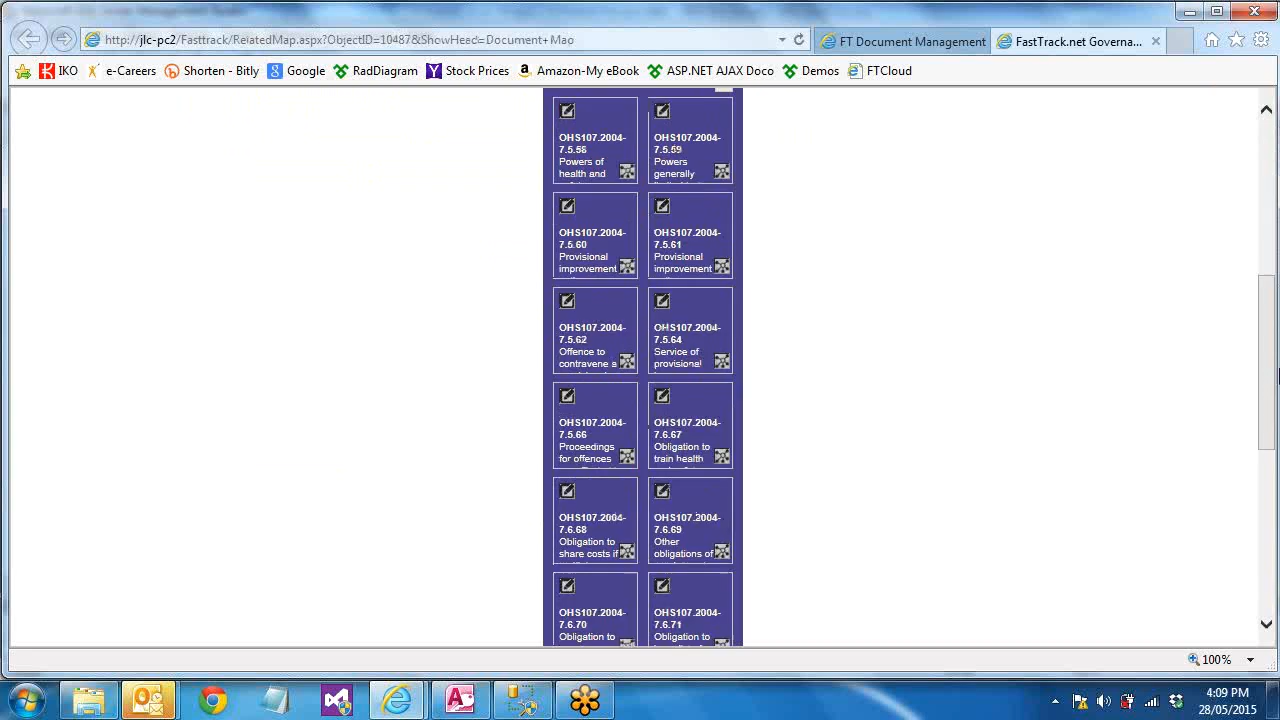 http://jlc-pc2/Fasttrack/RelatedMap.aspx?ObjectID=10487&ShowHeed=Document+Map
FT Document Management
FastTrack.net Governa...
IKO
e-Careers
Shorten - Bitly
Google
RadDiagram
Stock Prices
Amazon-My eBook
ASP.NET AJAX Loco
Demos
FTCloud
OHS107.2004-
7.5.58
Powers of
health and
OHS107.2004-
7.5.59
Powers
generally
OHS107.2004-
7.5.60
Provisional
improvement
OHS107.2004-
7.5.61
Provisional
improvement
OHS107.2004-
7.5.62
Offence to
contravene a
OHS107.2004-
7.5.64
Service of
provisional
OHS107.2004-
7.5.66
Proceedings
for offences
OHS107.2004-
7.6.67
Obligation to
train health
OHS107.2004-
7.6.68
Obligation to
share costs if
OHS107.2004-
7.6.69
Other
obligations of
OHS107.2004-
7.6.70
Obligation to
OHS107.2004-
7.6.71
Obligation to
100%
4:09 PM
28/05/2015